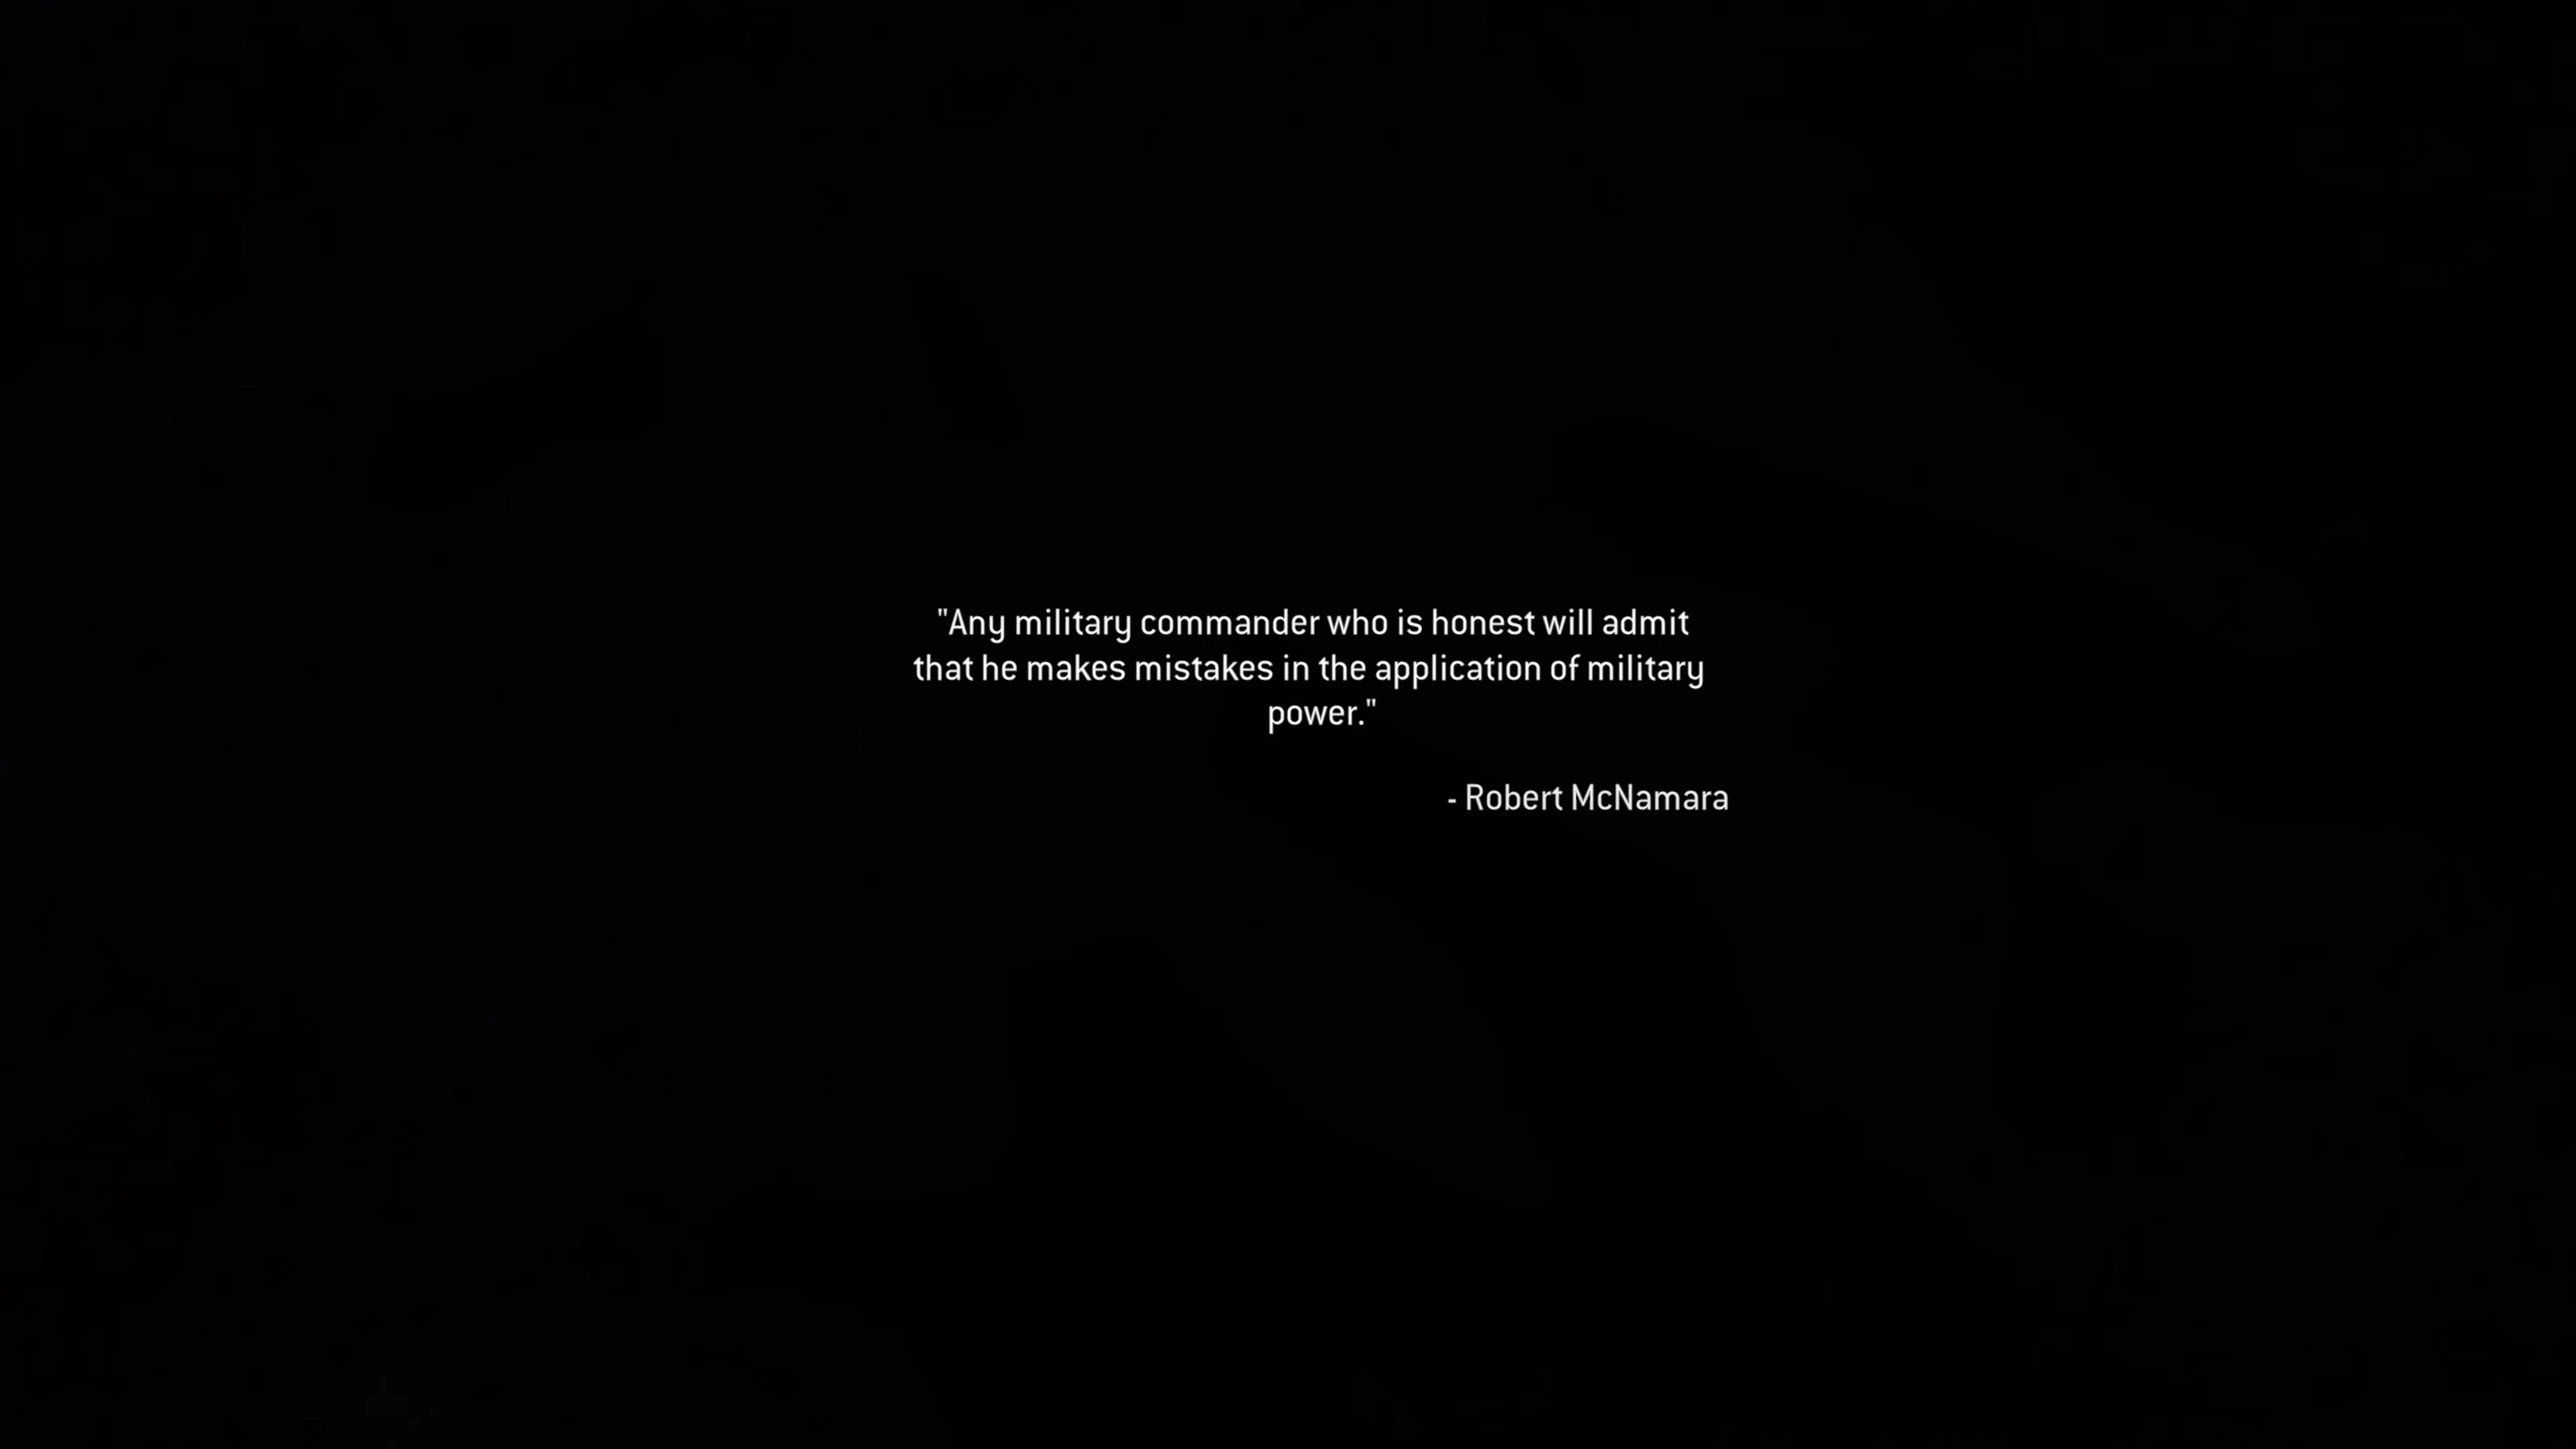 "Any military commander who is honest will admit
that he makes mistakes in the application of military
power."
- Robert McNamara